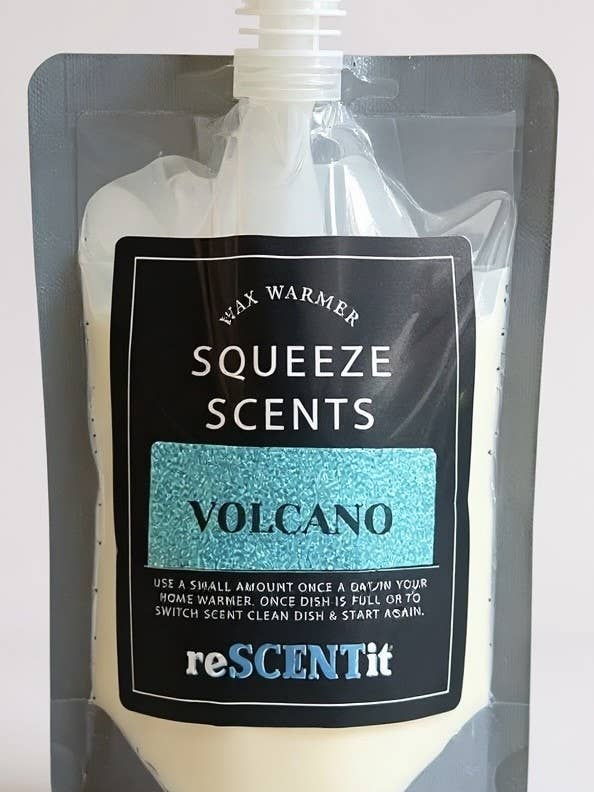 WAX WARMER
SQUEEZE
SCENTS
VOLCANO
USE A SMALL AMOUNT ONCE A DAY IN YOUR
HOME WARMER. ONCE DISH IS FULL OR TO
SWITCH SCENT CLEAN DISH & START AGAIN.
reSCENTit